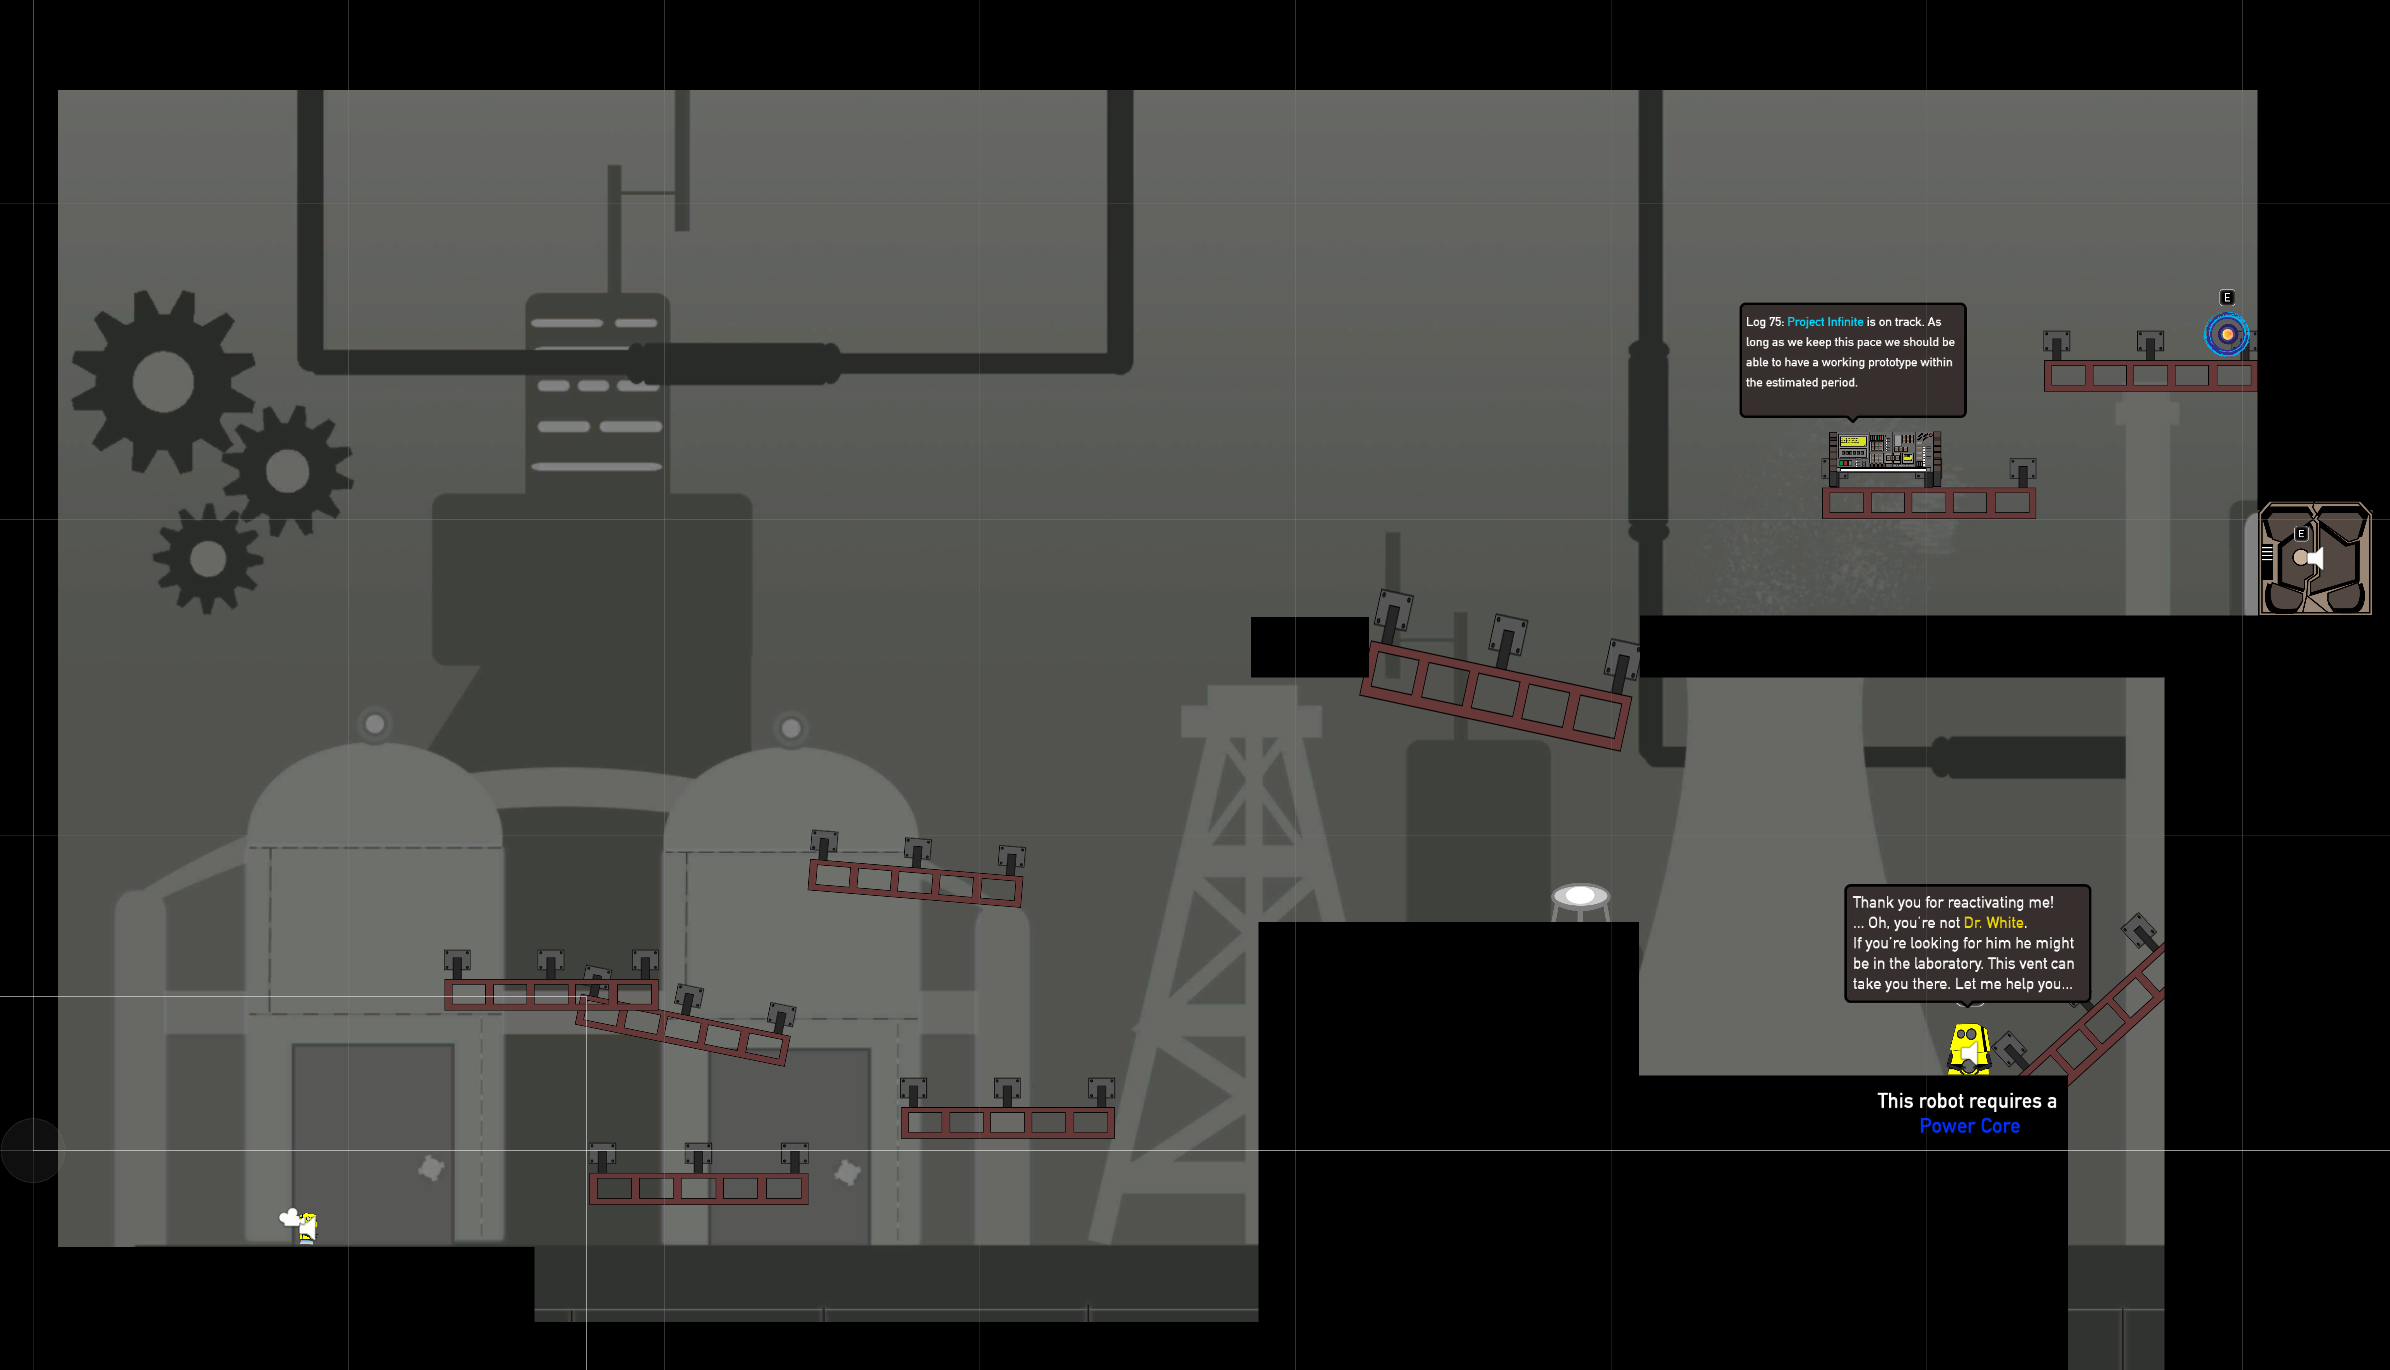 E
Log 75: Project Infinite is on track. As
long as we keep this pace we should be
able to have a working prototype within
the estimated period.
E
Thank you for reactivating me!
... Oh, you're not Dr. White.
If you're looking for him he might
be in the laboratory. This vent can
take you there. Let me help you...
This robot requires a
Power Core